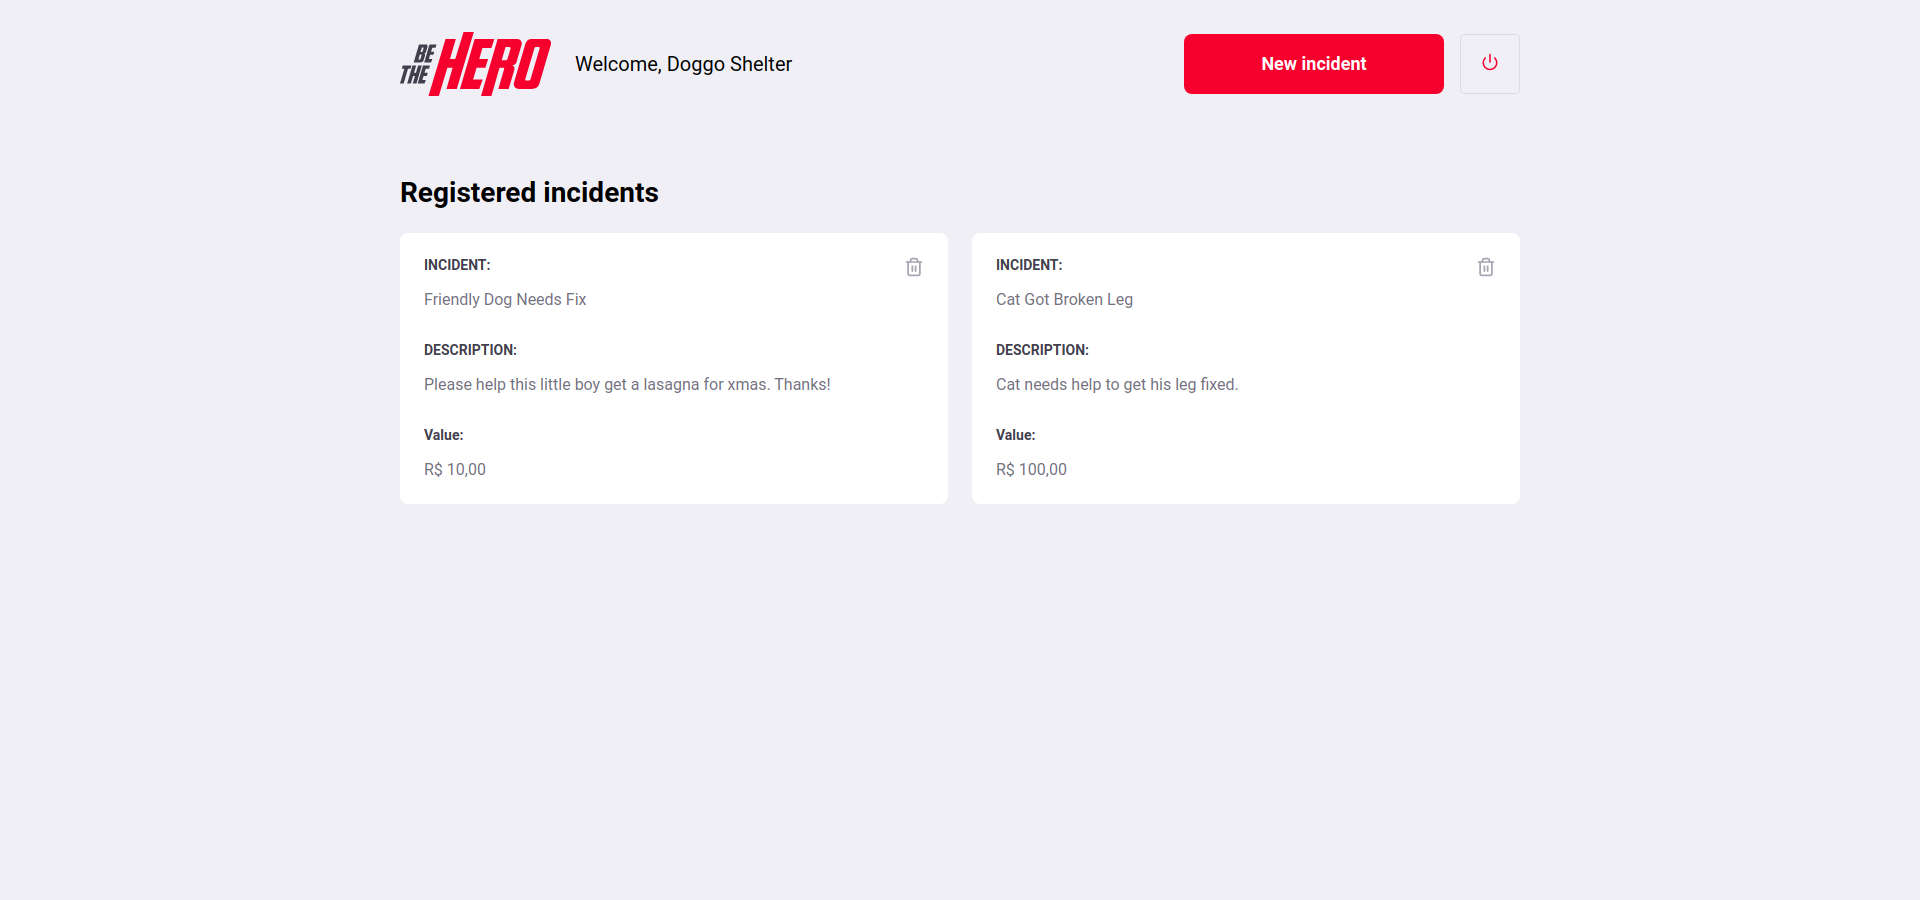 BE
THE
HERO
Welcome, Doggo Shelter
New incident
Registered incidents
INCIDENT:
Friendly Dog Needs Fix
DESCRIPTION:
Please help this little boy get a lasagna for xmas. Thanks!
Value:
R$ 10,00
INCIDENT:
Cat Got Broken Leg
DESCRIPTION:
Cat needs help to get his leg fixed.
Value:
R$ 100,00